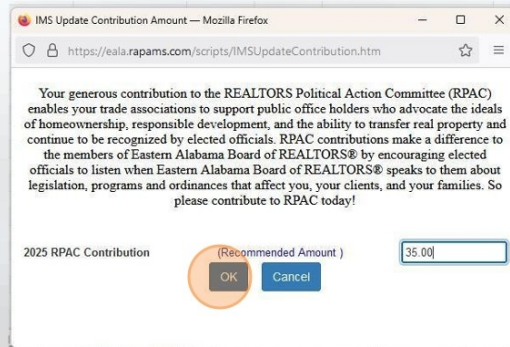 IMS Update Contribution Amount — Mozilla Firefox
https://eala.rapams.com/scripts/IMSUpdateContribution.htm
Your generous contribution to the REALTORS Political Action Committee (RPAC)
enables your trade associations to support public office holders who advocate the ideals
of homeownership, responsible development, and the ability to transfer real property and
continue to be recognized by elected officials. RPAC contributions make a difference to
the members of Eastern Alabama Board of REALTORS® by encouraging elected
officials to listen when Eastern Alabama Board of REALTORS® speaks to them about
legislation, programs and ordinances that affect you, your clients, and your families. So
please contribute to RPAC today!
2025 RPAC Contribution (Recommended Amount ) 35.00
OK Cancel